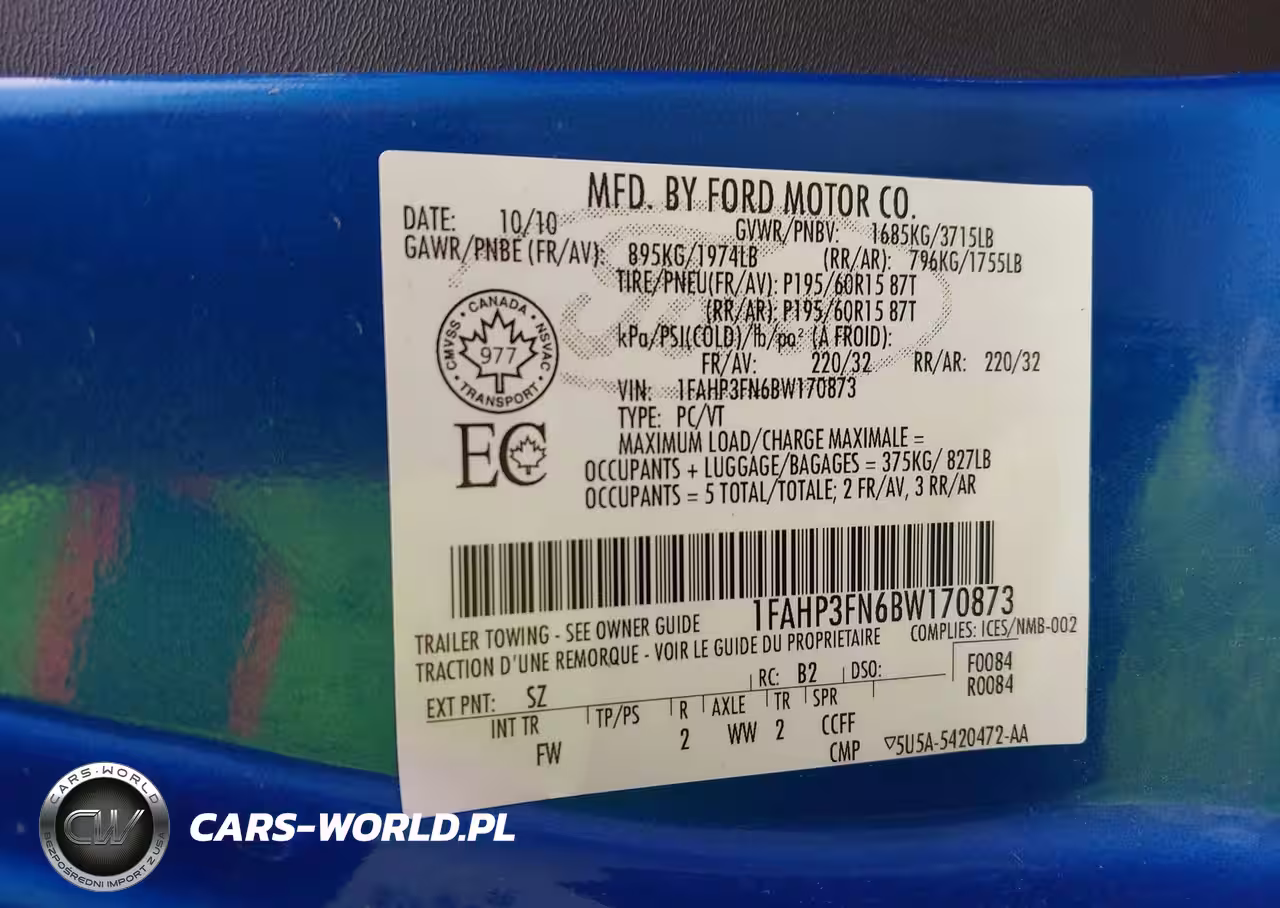 MFD. BY FORD MOTOR CO.
DATE: 10/10 GVWR/PNBV: 1685KG/3715LB
GAWR/PNBE (FR/AV): 895KG/1974LB (RR/AR): 796KG/1755LB
TIRE/PNEU(FR/AV): P195/60R15 87T
(RR/AR): P195/60R15 87T
kPa/PSI(COLD)/lb/po² (À FROID):
FR/AV: 220/32 RR/AR: 220/32
CANADA • NSVAC • TRANSPORT • CMVSS
977
VIN: 1FAHP3FN6BW170873
TYPE: PC/VT
EC
MAXIMUM LOAD/CHARGE MAXIMALE =
OCCUPANTS + LUGGAGE/BAGAGES = 375KG/ 827LB
OCCUPANTS = 5 TOTAL/TOTALE; 2 FR/AV, 3 RR/AR
1FAHP3FN6BW170873
TRAILER TOWING - SEE OWNER GUIDE
TRACTION D'UNE REMORQUE - VOIR LE GUIDE DU PROPRIETAIRE
COMPLIES: ICES/NMB-002
F0084
R0084
EXT PNT: SZ RC: B2 DSO:
INT TR TP/PS R AXLE TR SPR
FW 2 WW 2 CCFF
CMP ▽5U5A-5420472-AA
CARS-WORLD
CW
BEZPOŚREDNI IMPORT Z USA
CARS-WORLD.PL